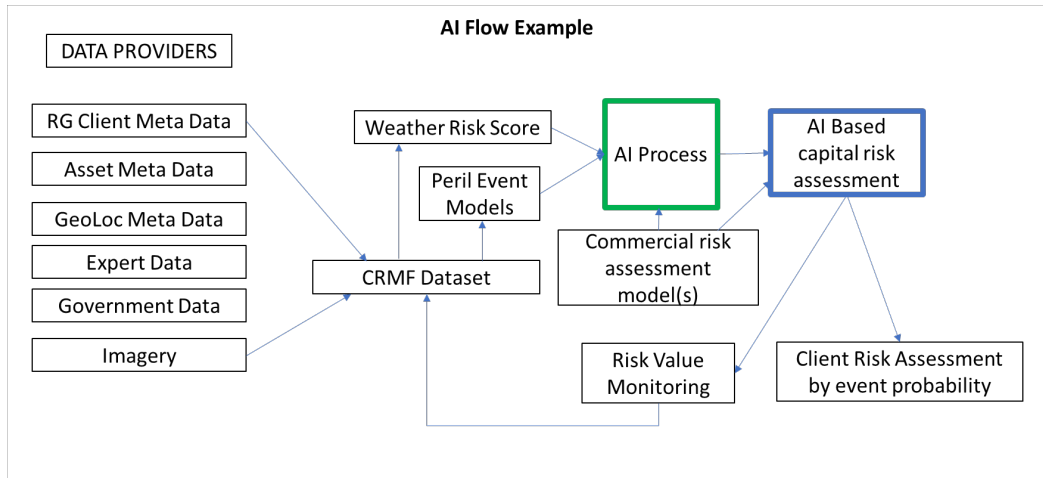 AI Flow Example
DATA PROVIDERS
RG Client Meta Data
Asset Meta Data
GeoLoc Meta Data
Expert Data
Government Data
Imagery
Weather Risk Score
Peril Event
Models
CRMF Dataset
AI Process
Commercial risk
assessment
model(s)
AI Based
capital risk
assessment
Risk Value
Monitoring
Client Risk Assessment
by event probability